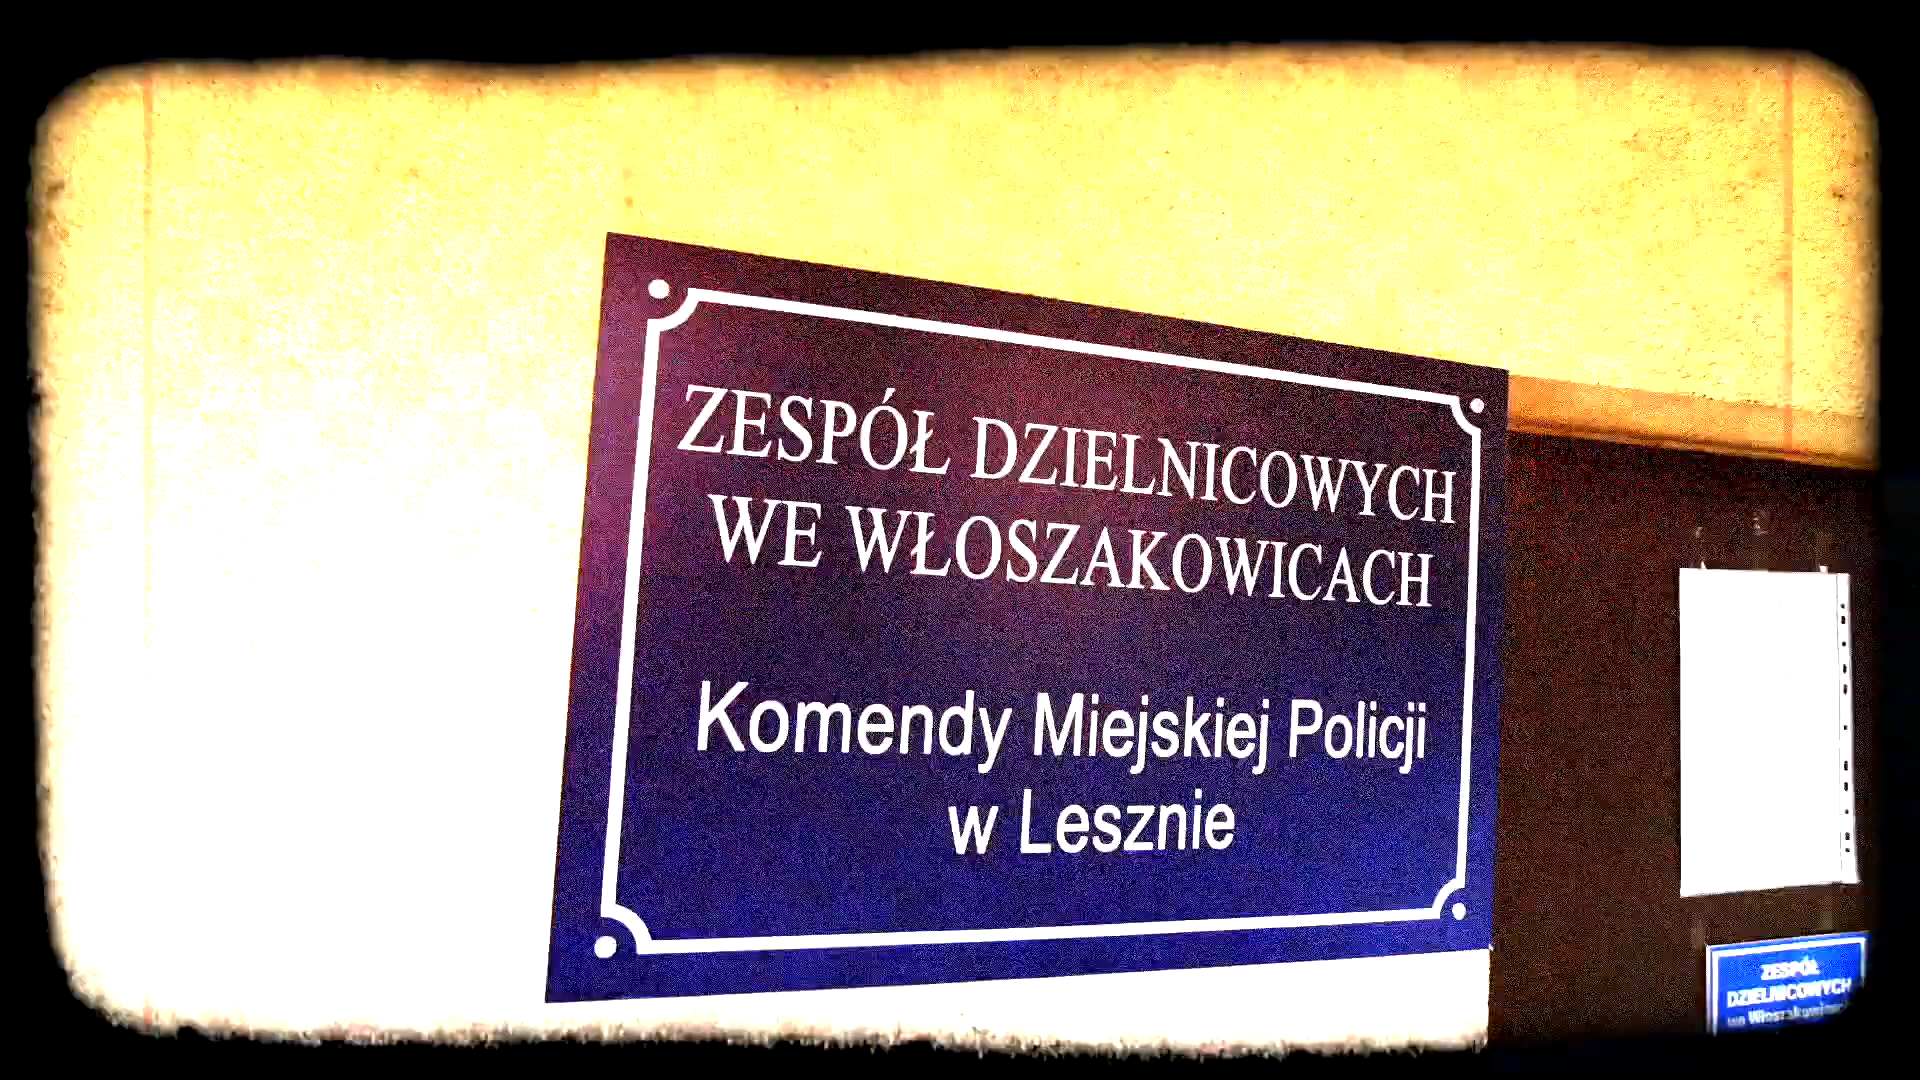 ZESPÓŁ DZIELNICOWYCH
WE WŁOSZAKOWICACH
Komendy Miejskiej Policji
w Lesznie
ZESPÓŁ
DZIELNICOWYCH